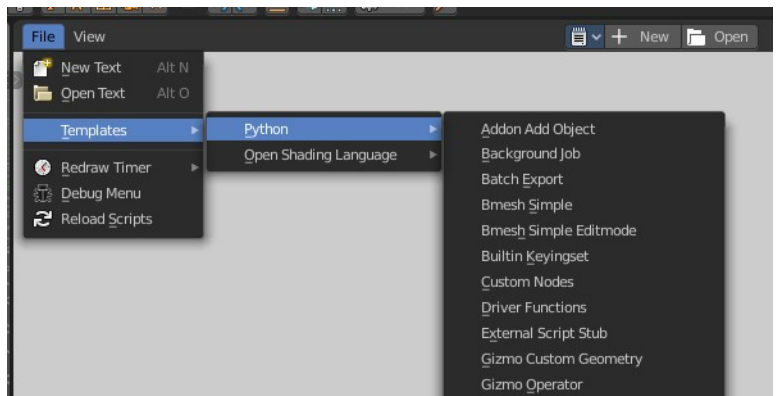 File View New Open
New Text Alt N
Open Text Alt O
Templates
Redraw Timer
Debug Menu
Reload Scripts
Python
Open Shading Language
Addon Add Object
Background Job
Batch Export
Bmesh Simple
Bmesh Simple Editmode
Builtin Keyingset
Custom Nodes
Driver Functions
External Script Stub
Gizmo Custom Geometry
Gizmo Operator